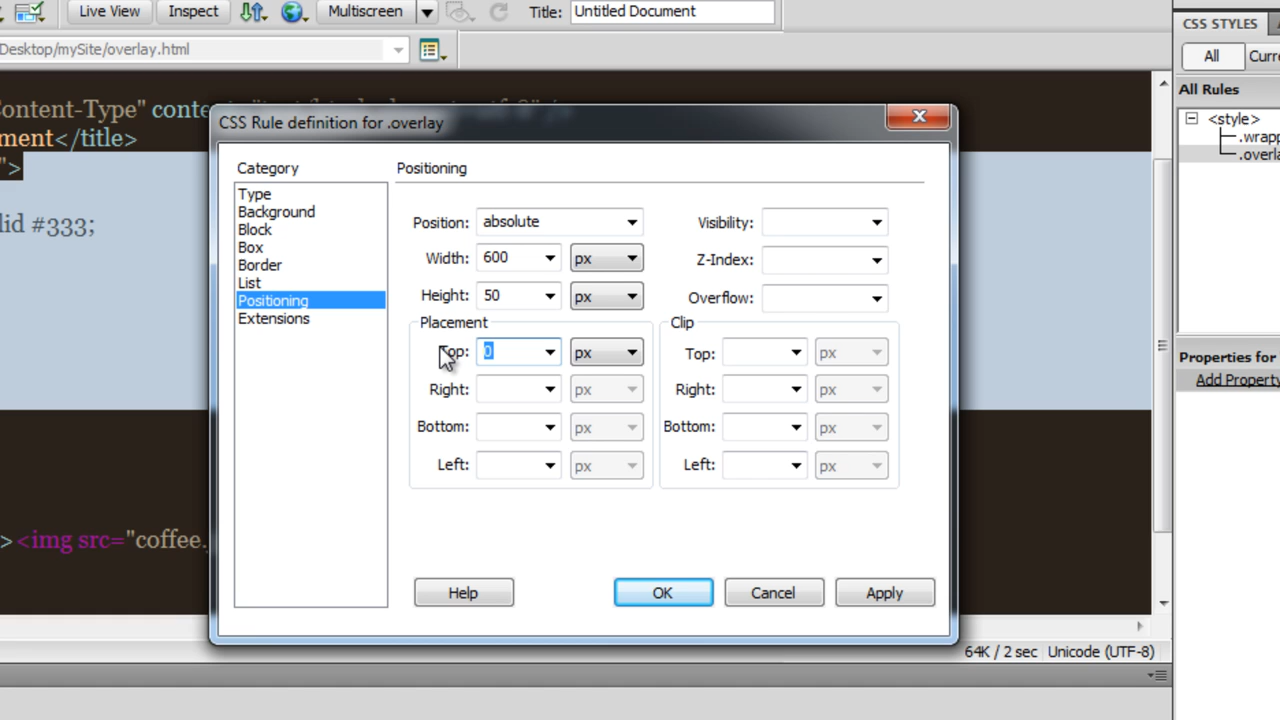 Live View Inspect Multiscreen Title: Untitled Document
Desktop/mySite/overlay.html
CSS STYLES
All
All Rules
<style>
.wrapp
.overla
Content-Type"
ment</title>
">
lid #333;
><img src="coffee.
CSS Rule definition for .overlay
Category
Type
Background
Block
Box
Border
List
Positioning
Extensions
Positioning
Position: absolute Visibility:
Width: 600 px Z-Index:
Height: 50 px Overflow:
Placement Clip
Top: 0 px Top: px
Right: px Right: px
Bottom: px Bottom: px
Left: px Left: px
Help OK Cancel Apply
Properties for
Add Property
64K / 2 sec Unicode (UTF-8)